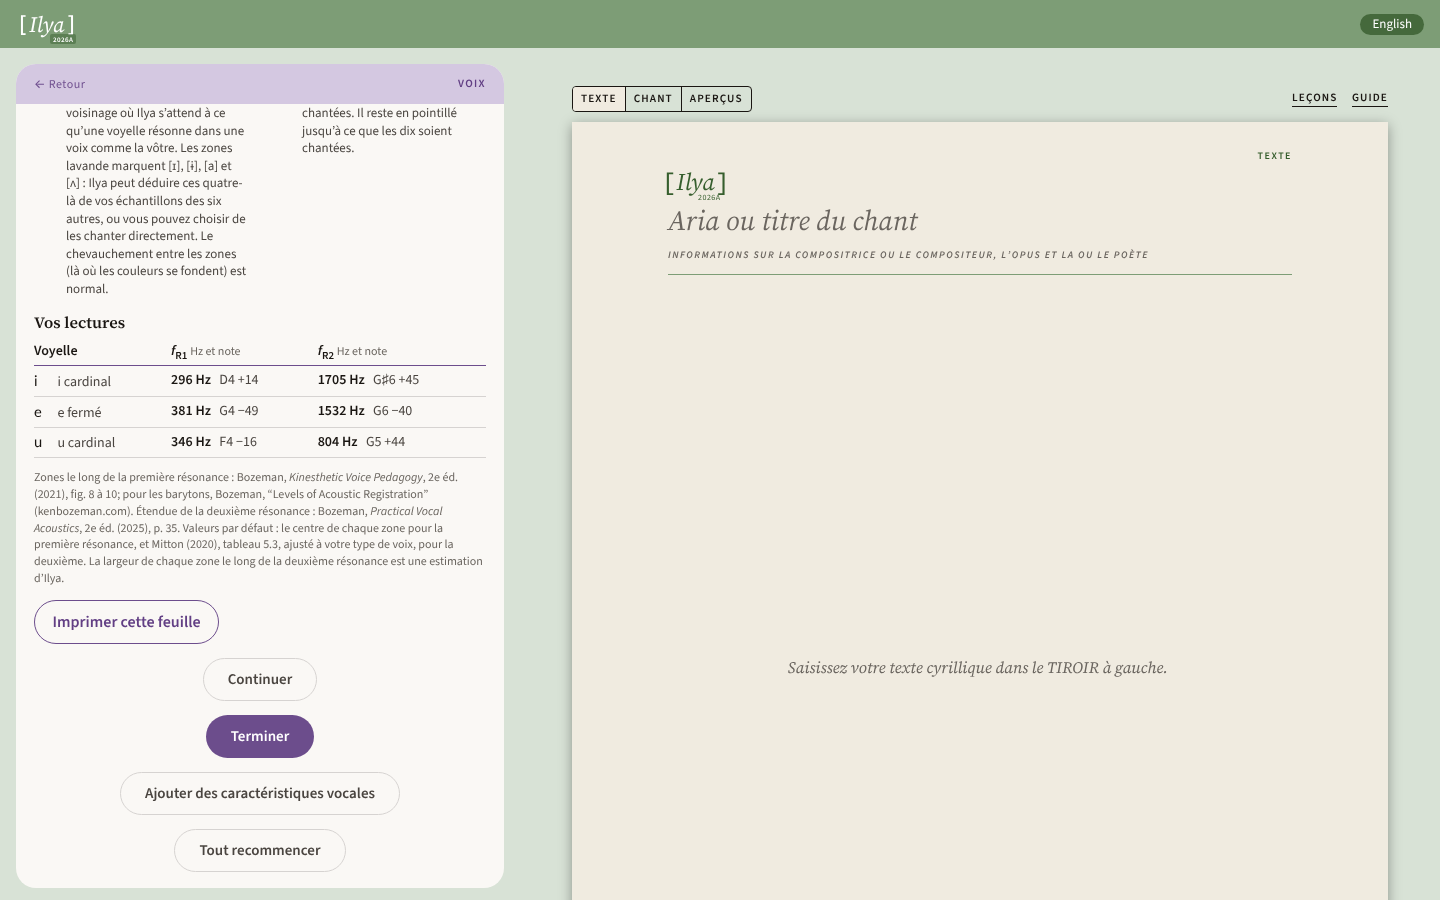 [Ilya]
2026A
English
← Retour
VOIX
voisinage où Ilya s’attend à ce
qu’une voyelle résonne dans une
voix comme la vôtre. Les zones
lavande marquent [ɪ], [ɨ], [a] et
[ʌ] : Ilya peut déduire ces quatre-
là de vos échantillons des six
autres, ou vous pouvez choisir de
les chanter directement. Le
chevauchement entre les zones
(là où les couleurs se fondent) est
normal.
chantées. Il reste en pointillé
jusqu’à ce que les dix soient
chantées.
Vos lectures
Voyelle fR1 Hz et note fR2 Hz et note
i i cardinal 296 Hz D4 +14 1705 Hz G♯6 +45
e e fermé 381 Hz G4 −49 1532 Hz G6 −40
u u cardinal 346 Hz F4 −16 804 Hz G5 +44
Zones le long de la première résonance : Bozeman, Kinesthetic Voice Pedagogy, 2e éd.
(2021), fig. 8 à 10; pour les barytons, Bozeman, “Levels of Acoustic Registration”
(kenbozeman.com). Étendue de la deuxième résonance : Bozeman, Practical Vocal
Acoustics, 2e éd. (2025), p. 35. Valeurs par défaut : le centre de chaque zone pour la
première résonance, et Mitton (2020), tableau 5.3, ajusté à votre type de voix, pour la
deuxième. La largeur de chaque zone le long de la deuxième résonance est une estimation
d’Ilya.
Imprimer cette feuille
Continuer
Terminer
Ajouter des caractéristiques vocales
Tout recommencer
TEXTE CHANT APERÇUS
LEÇONS GUIDE
TEXTE
[Ilya]
2026A
Aria ou titre du chant
INFORMATIONS SUR LA COMPOSITRICE OU LE COMPOSITEUR, L’OPUS ET LA OU LE POÈTE
Saisissez votre texte cyrillique dans le TIROIR à gauche.